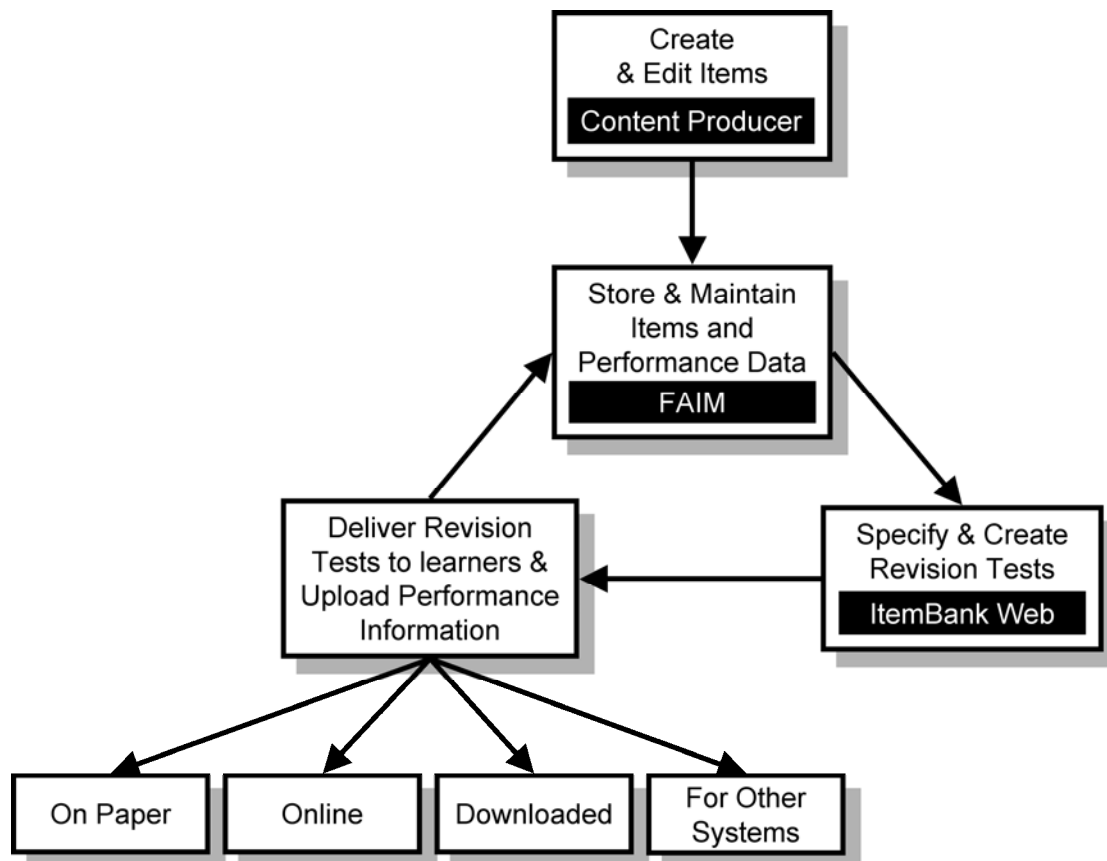 Create
& Edit Items
Content Producer
Store & Maintain
Items and
Performance Data
FAIM
Deliver Revision
Tests to learners &
Upload Performance
Information
Specify & Create
Revision Tests
ItemBank Web
On Paper
Online
Downloaded
For Other
Systems